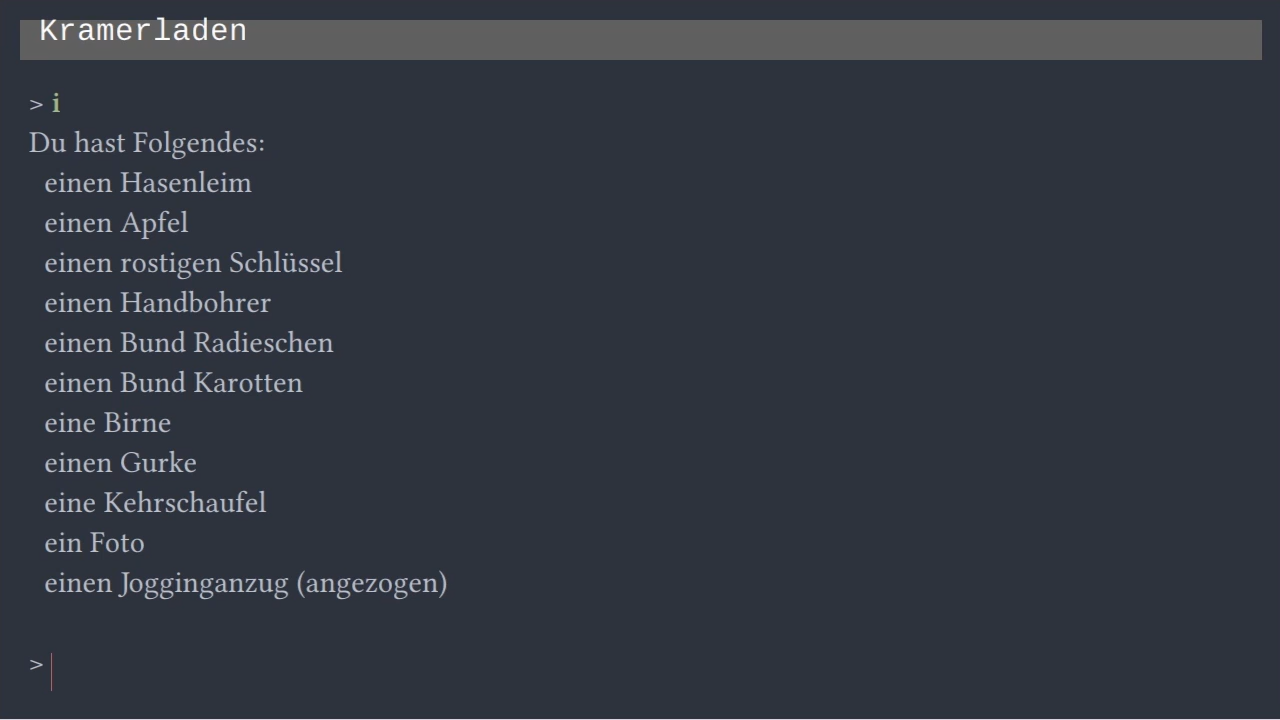 Kramerladen
> i
Du hast Folgendes:
einen Hasenleim
einen Apfel
einen rostigen Schlüssel
einen Handbohrer
einen Bund Radieschen
einen Bund Karotten
eine Birne
einen Gurke
eine Kehrschaufel
ein Foto
einen Jogginganzug (angezogen)
>